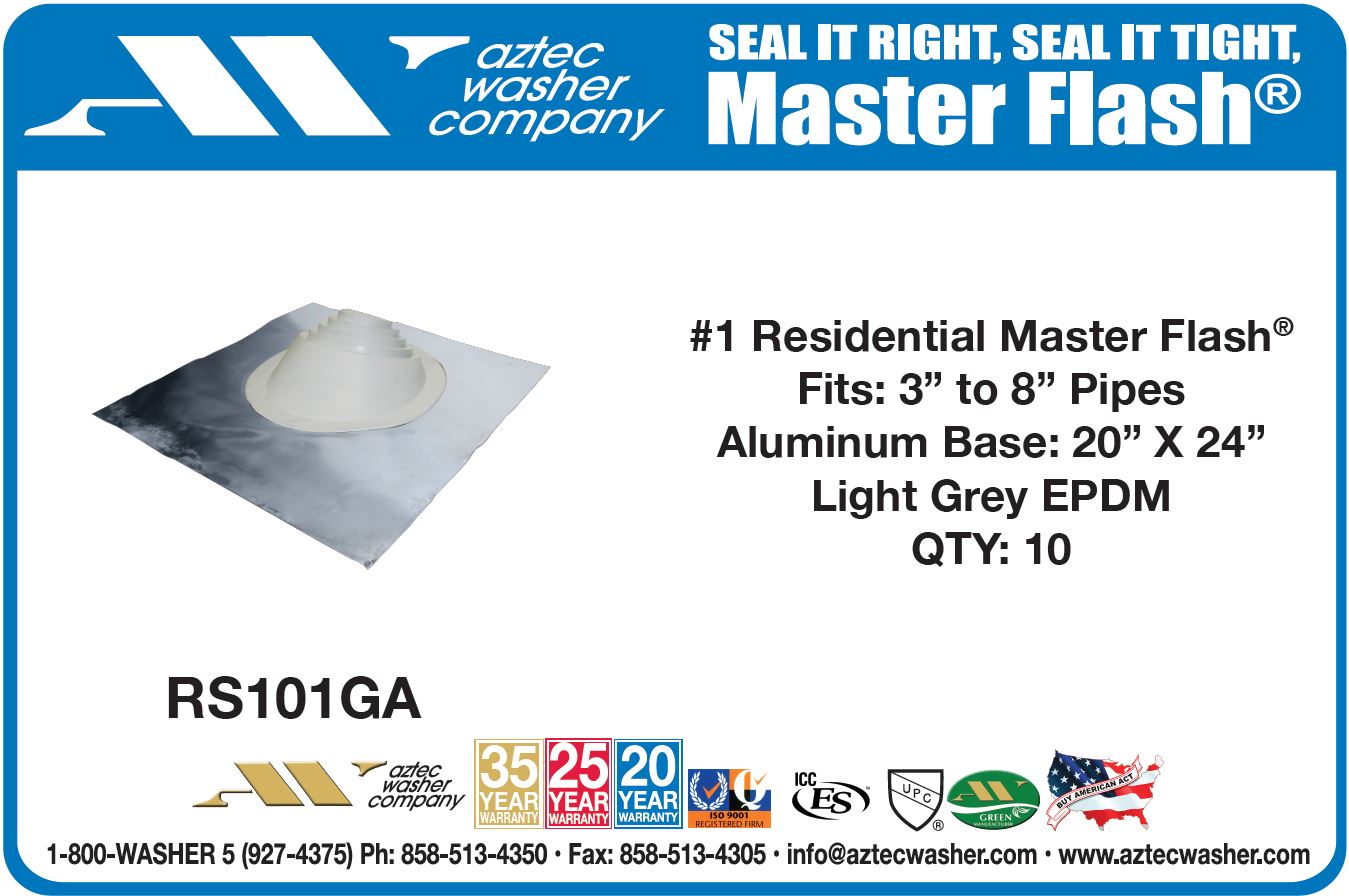 aztec
washer
company
SEAL IT RIGHT, SEAL IT TIGHT,
Master Flash®
#1 Residential Master Flash®
Fits: 3” to 8” Pipes
Aluminum Base: 20” X 24”
Light Grey EPDM
QTY: 10
RS101GA
aztec
washer
company
35
YEAR
WARRANTY
25
YEAR
WARRANTY
20
YEAR
WARRANTY
Q
ISO 9001
REGISTERED FIRM
ICC
ES™
UPC®
GREEN
MANUFACTURER
BUY AMERICAN ACT
1-800-WASHER 5 (927-4375) Ph: 858-513-4350 • Fax: 858-513-4305 • info@aztecwasher.com • www.aztecwasher.com